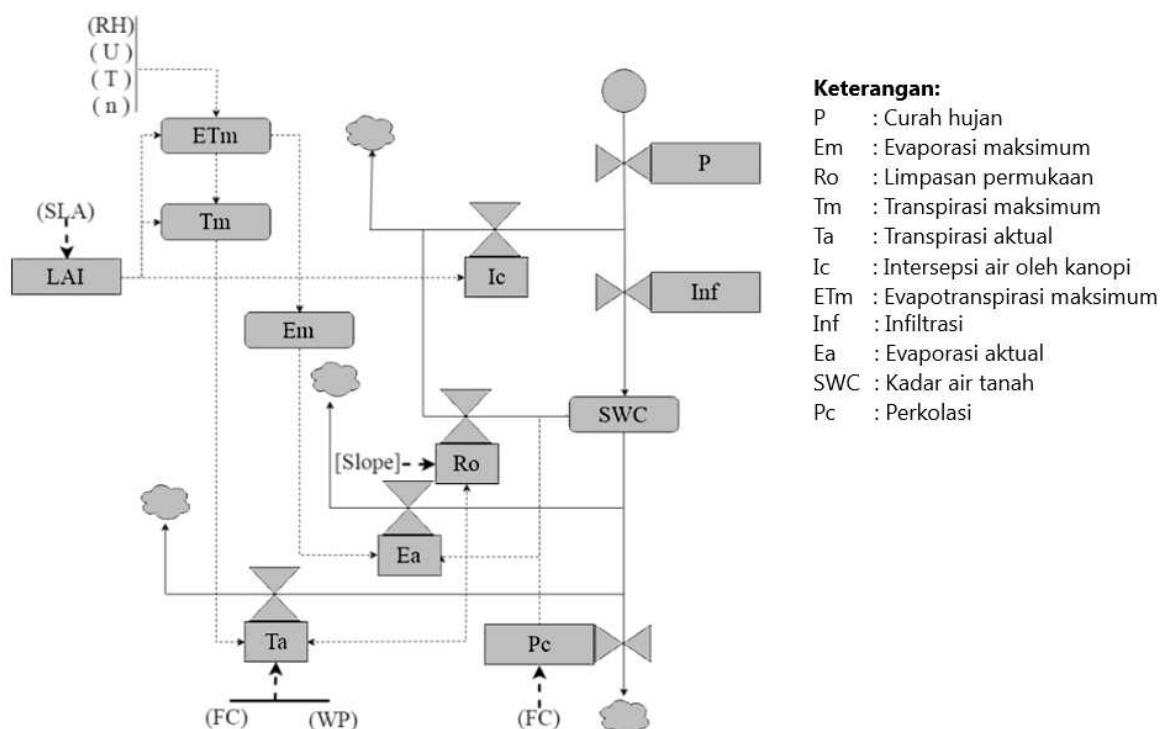 (RH)
( U )
( T )
( n )
ETm
P
(SLA)
Tm
LAI
Ic
Inf
Em
SWC
[Slope]
Ro
Ea
Ta
Pc
(FC)
(WP)
(FC)
Keterangan:
P : Curah hujan
Em : Evaporasi maksimum
Ro : Limpasan permukaan
Tm : Transpirasi maksimum
Ta : Transpirasi aktual
Ic : Intersepsi air oleh kanopi
ETm : Evapotranspirasi maksimum
Inf : Infiltrasi
Ea : Evaporasi aktual
SWC : Kadar air tanah
Pc : Perkolasi